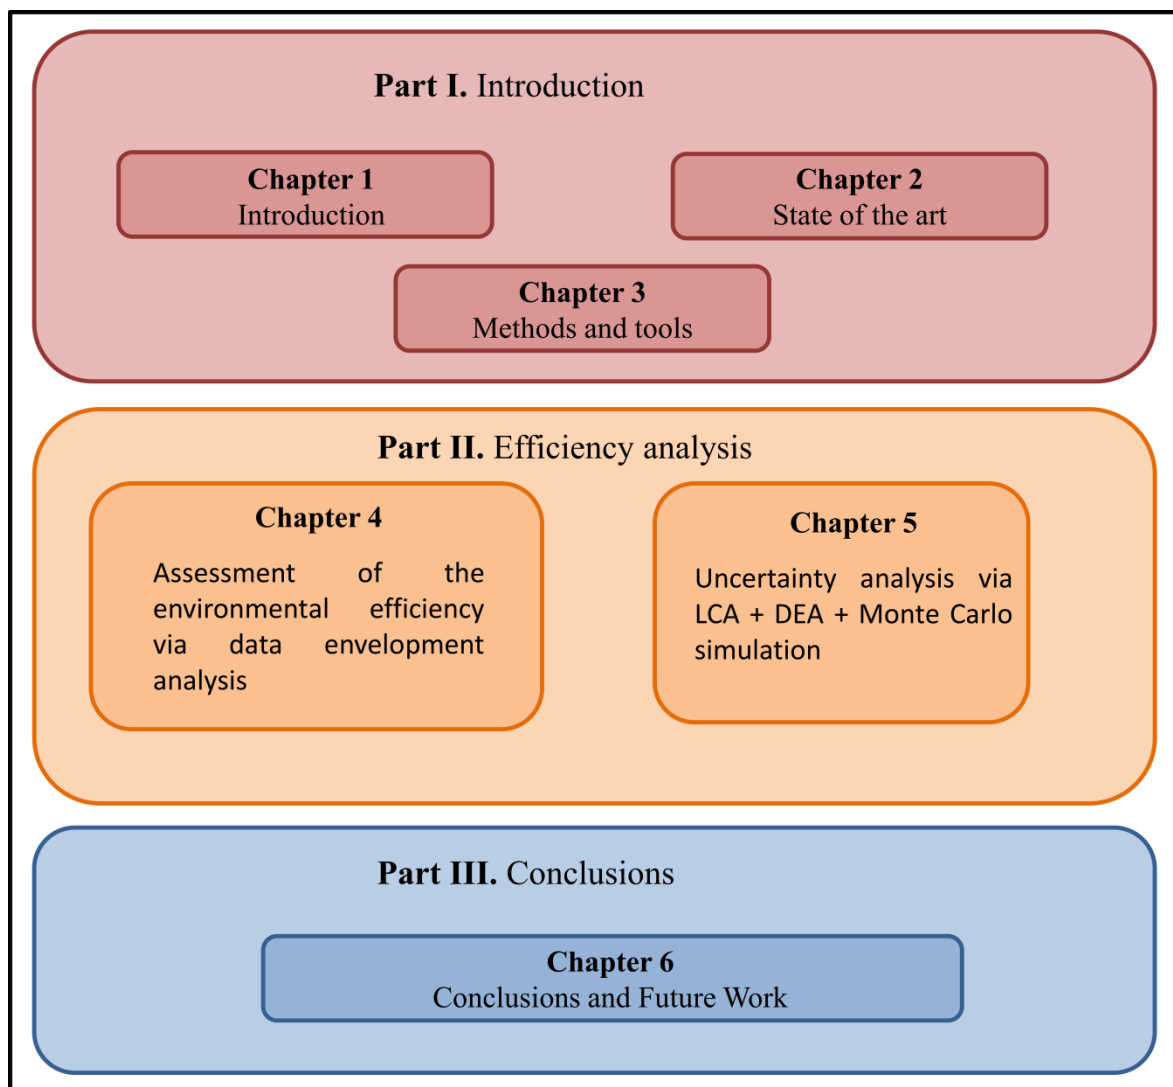 Part I. Introduction
Chapter 1
Introduction
Chapter 2
State of the art
Chapter 3
Methods and tools
Part II. Efficiency analysis
Chapter 4
Assessment of the
environmental efficiency
via data envelopment
analysis
Chapter 5
Uncertainty analysis via
LCA + DEA + Monte Carlo
simulation
Part III. Conclusions
Chapter 6
Conclusions and Future Work